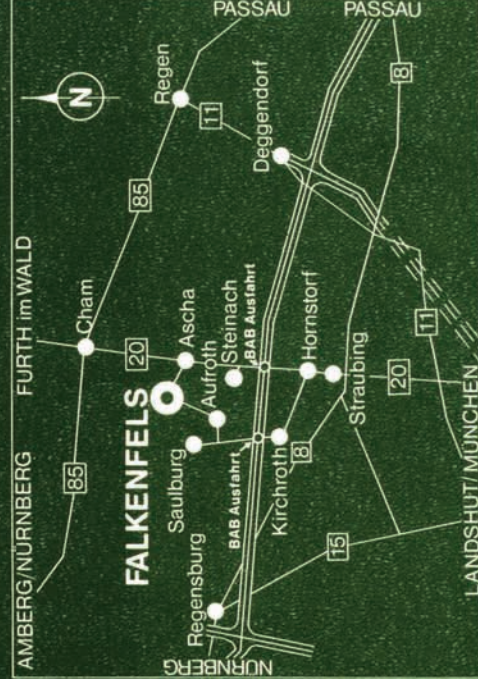 PASSAU
PASSAU
N
Regen
11
8
Deggendorf
85
FURTH im WALD
Cham
20
Ascha
Steinach
BAB Ausfahrt
Hornstorf
Straubing
20
11
FALKENFELS
Aufroth
Saulburg
BAB Ausfahrt
Kirchroth
8
85
AMBERG/NÜRNBERG
Regensburg
15
NÜRNBERG
LANDSHUT/MÜNCHEN